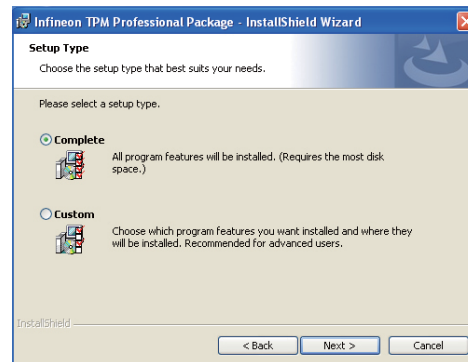 Infineon TPM Professional Package - InstallShield Wizard
Setup Type
Choose the setup type that best suits your needs.
Please select a setup type.
Complete
All program features will be installed. (Requires the most disk
space.)
Custom
Choose which program features you want installed and where they
will be installed. Recommended for advanced users.
InstallShield
< Back Next > Cancel